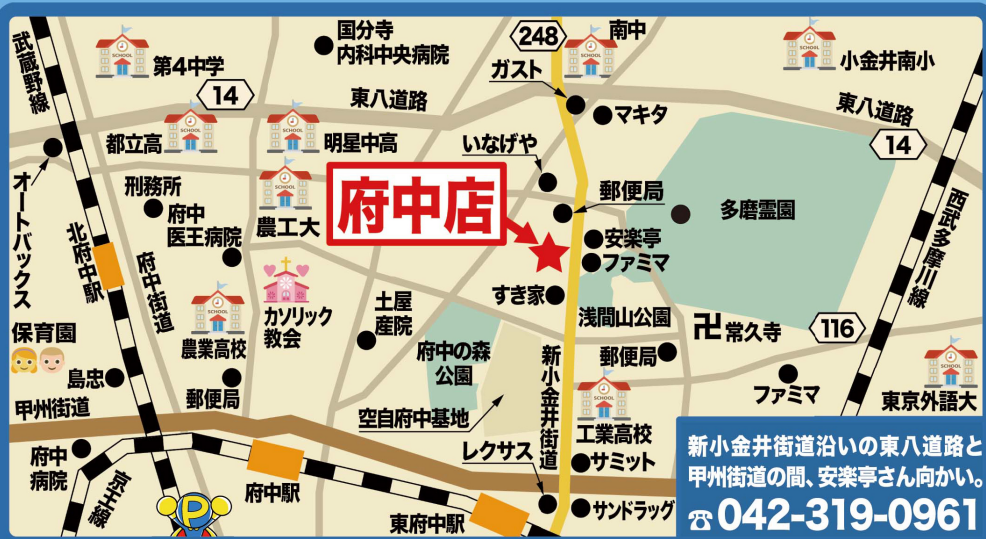 武蔵野線
第4中学
国分寺
内科中央病院
248
南中
小金井南小
ガスト
14
東八道路
マキタ
東八道路
14
都立高
SCHOOL
明星中高
いなげや
オートバックス
刑務所
府中
医王病院
農工大
府中店
郵便局
多磨霊園
安楽亭
ファミマ
西武多摩川線
北府中駅
府中街道
カソリック
教会
土屋
産院
すき家
浅間山公園
卍常久寺
116
保育園
農業高校
府中の森
公園
新小金井街道
郵便局
島忠
郵便局
ファミマ
東京外語大
甲州街道
空自府中基地
工業高校
レクサス
サミット
府中
病院
京王線
府中駅
P
東府中駅
サンドラッグ
新小金井街道沿いの東八道路と
甲州街道の間、安楽亭さん向かい。
☎042-319-0961